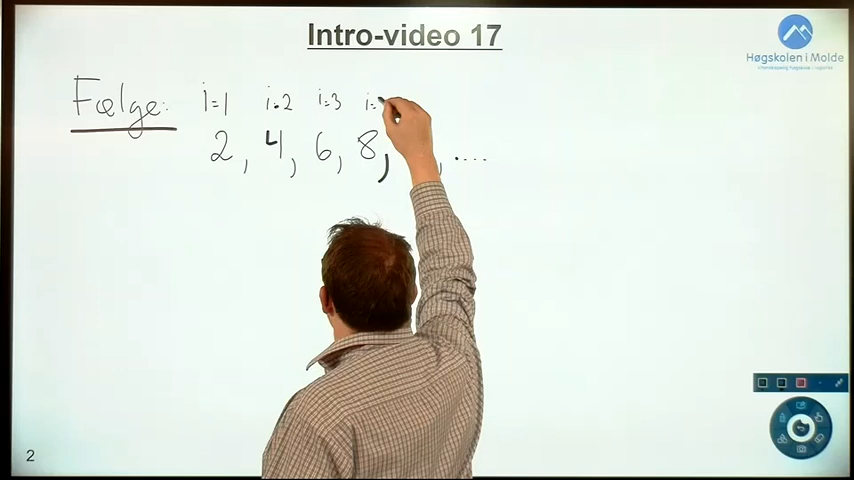 Intro-video 17
Høgskolen i Molde
Følge: i=1 i=2 i=3 i=
2, 4, 6, 8, , ....
2